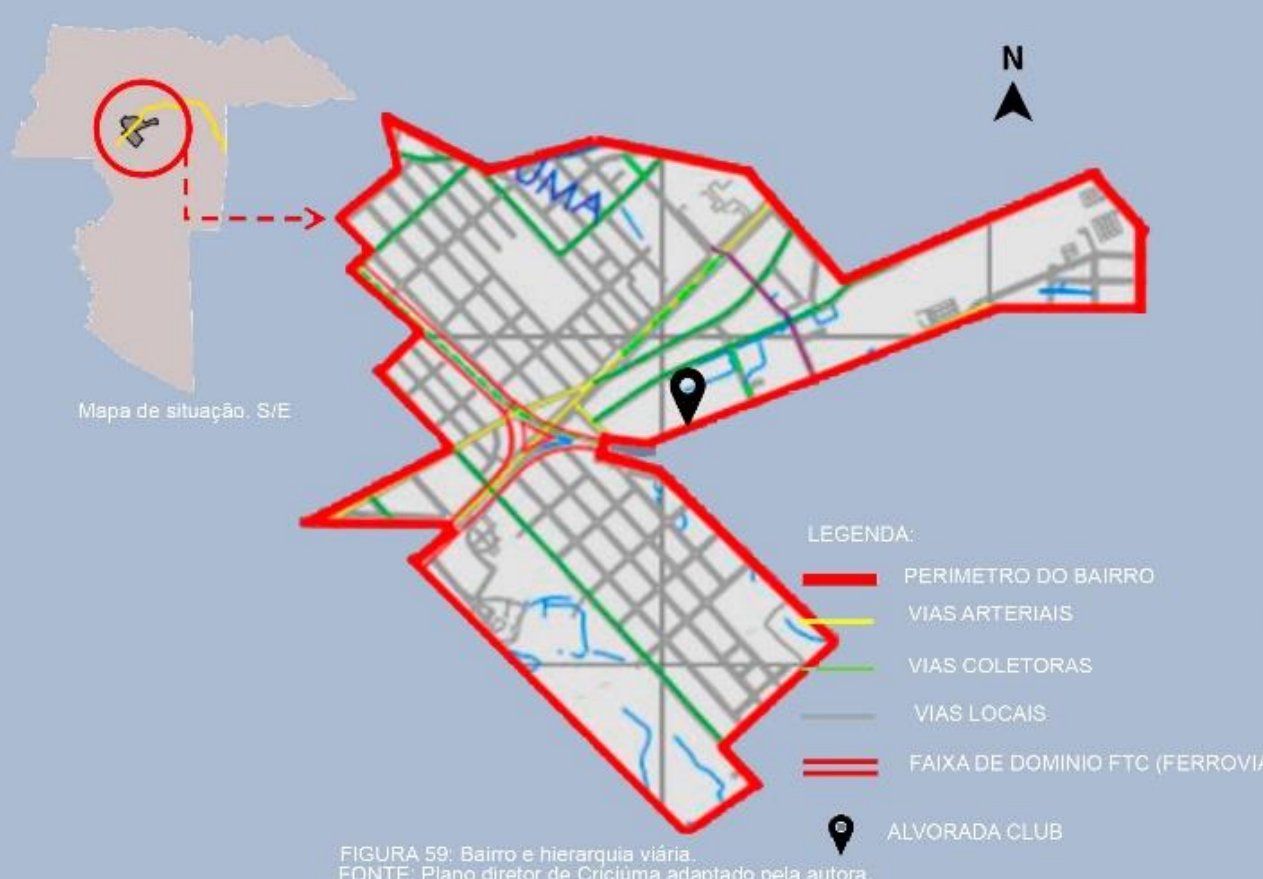 N
UMA
Mapa de situação. S/E
LEGENDA:
PERIMETRO DO BAIRRO
VIAS ARTERIAIS
VIAS COLETORAS
VIAS LOCAIS
FAIXA DE DOMINIO FTC (FERROVIA
ALVORADA CLUB
FIGURA 59: Bairro e hierarquia viária.
FONTE: Plano diretor de Criciúma adaptado pela autora.